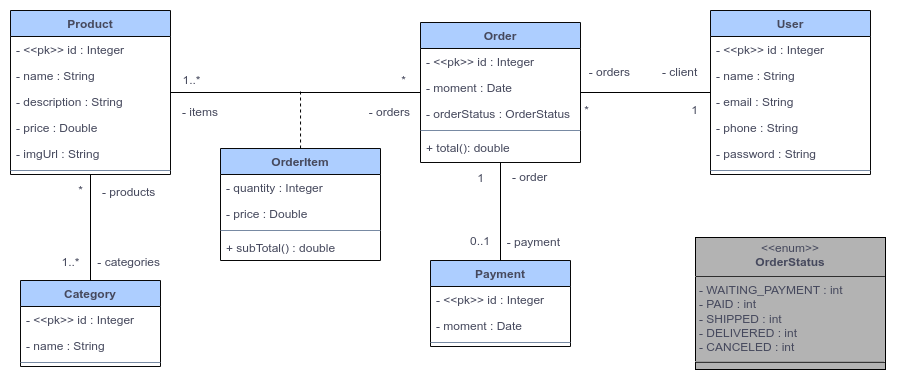 Product
- <<pk>> id : Integer
- name : String
- description : String
- price : Double
- imgUrl : String
1..*
*
- items
- orders
Order
- <<pk>> id : Integer
- moment : Date
- orderStatus : OrderStatus
+ total(): double
- orders
- client
*
1
User
- <<pk>> id : Integer
- name : String
- email : String
- phone : String
- password : String
OrderItem
- quantity : Integer
- price : Double
+ subTotal() : double
*
- products
1..*
- categories
Category
- <<pk>> id : Integer
- name : String
1
- order
0..1
- payment
Payment
- <<pk>> id : Integer
- moment : Date
<<enum>>
OrderStatus
- WAITING_PAYMENT : int
- PAID : int
- SHIPPED : int
- DELIVERED : int
- CANCELED : int